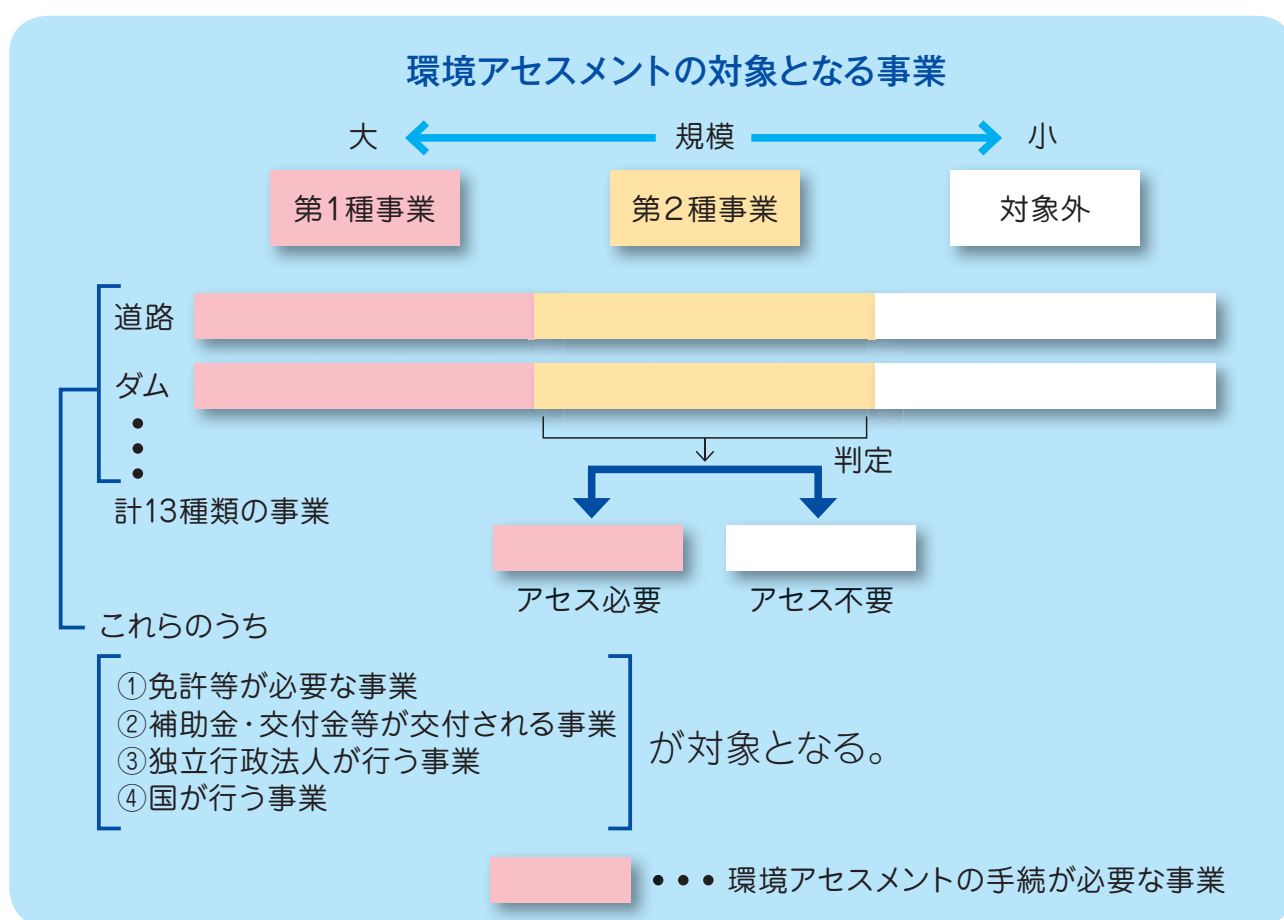 環境アセスメントの対象となる事業
大 規模 小
第1種事業 第2種事業 対象外
道路
ダム
•
•
•
判定
計13種類の事業
アセス必要 アセス不要
これらのうち
①免許等が必要な事業
②補助金・交付金等が交付される事業
③独立行政法人が行う事業
④国が行う事業
が対象となる。
•••環境アセスメントの手続が必要な事業